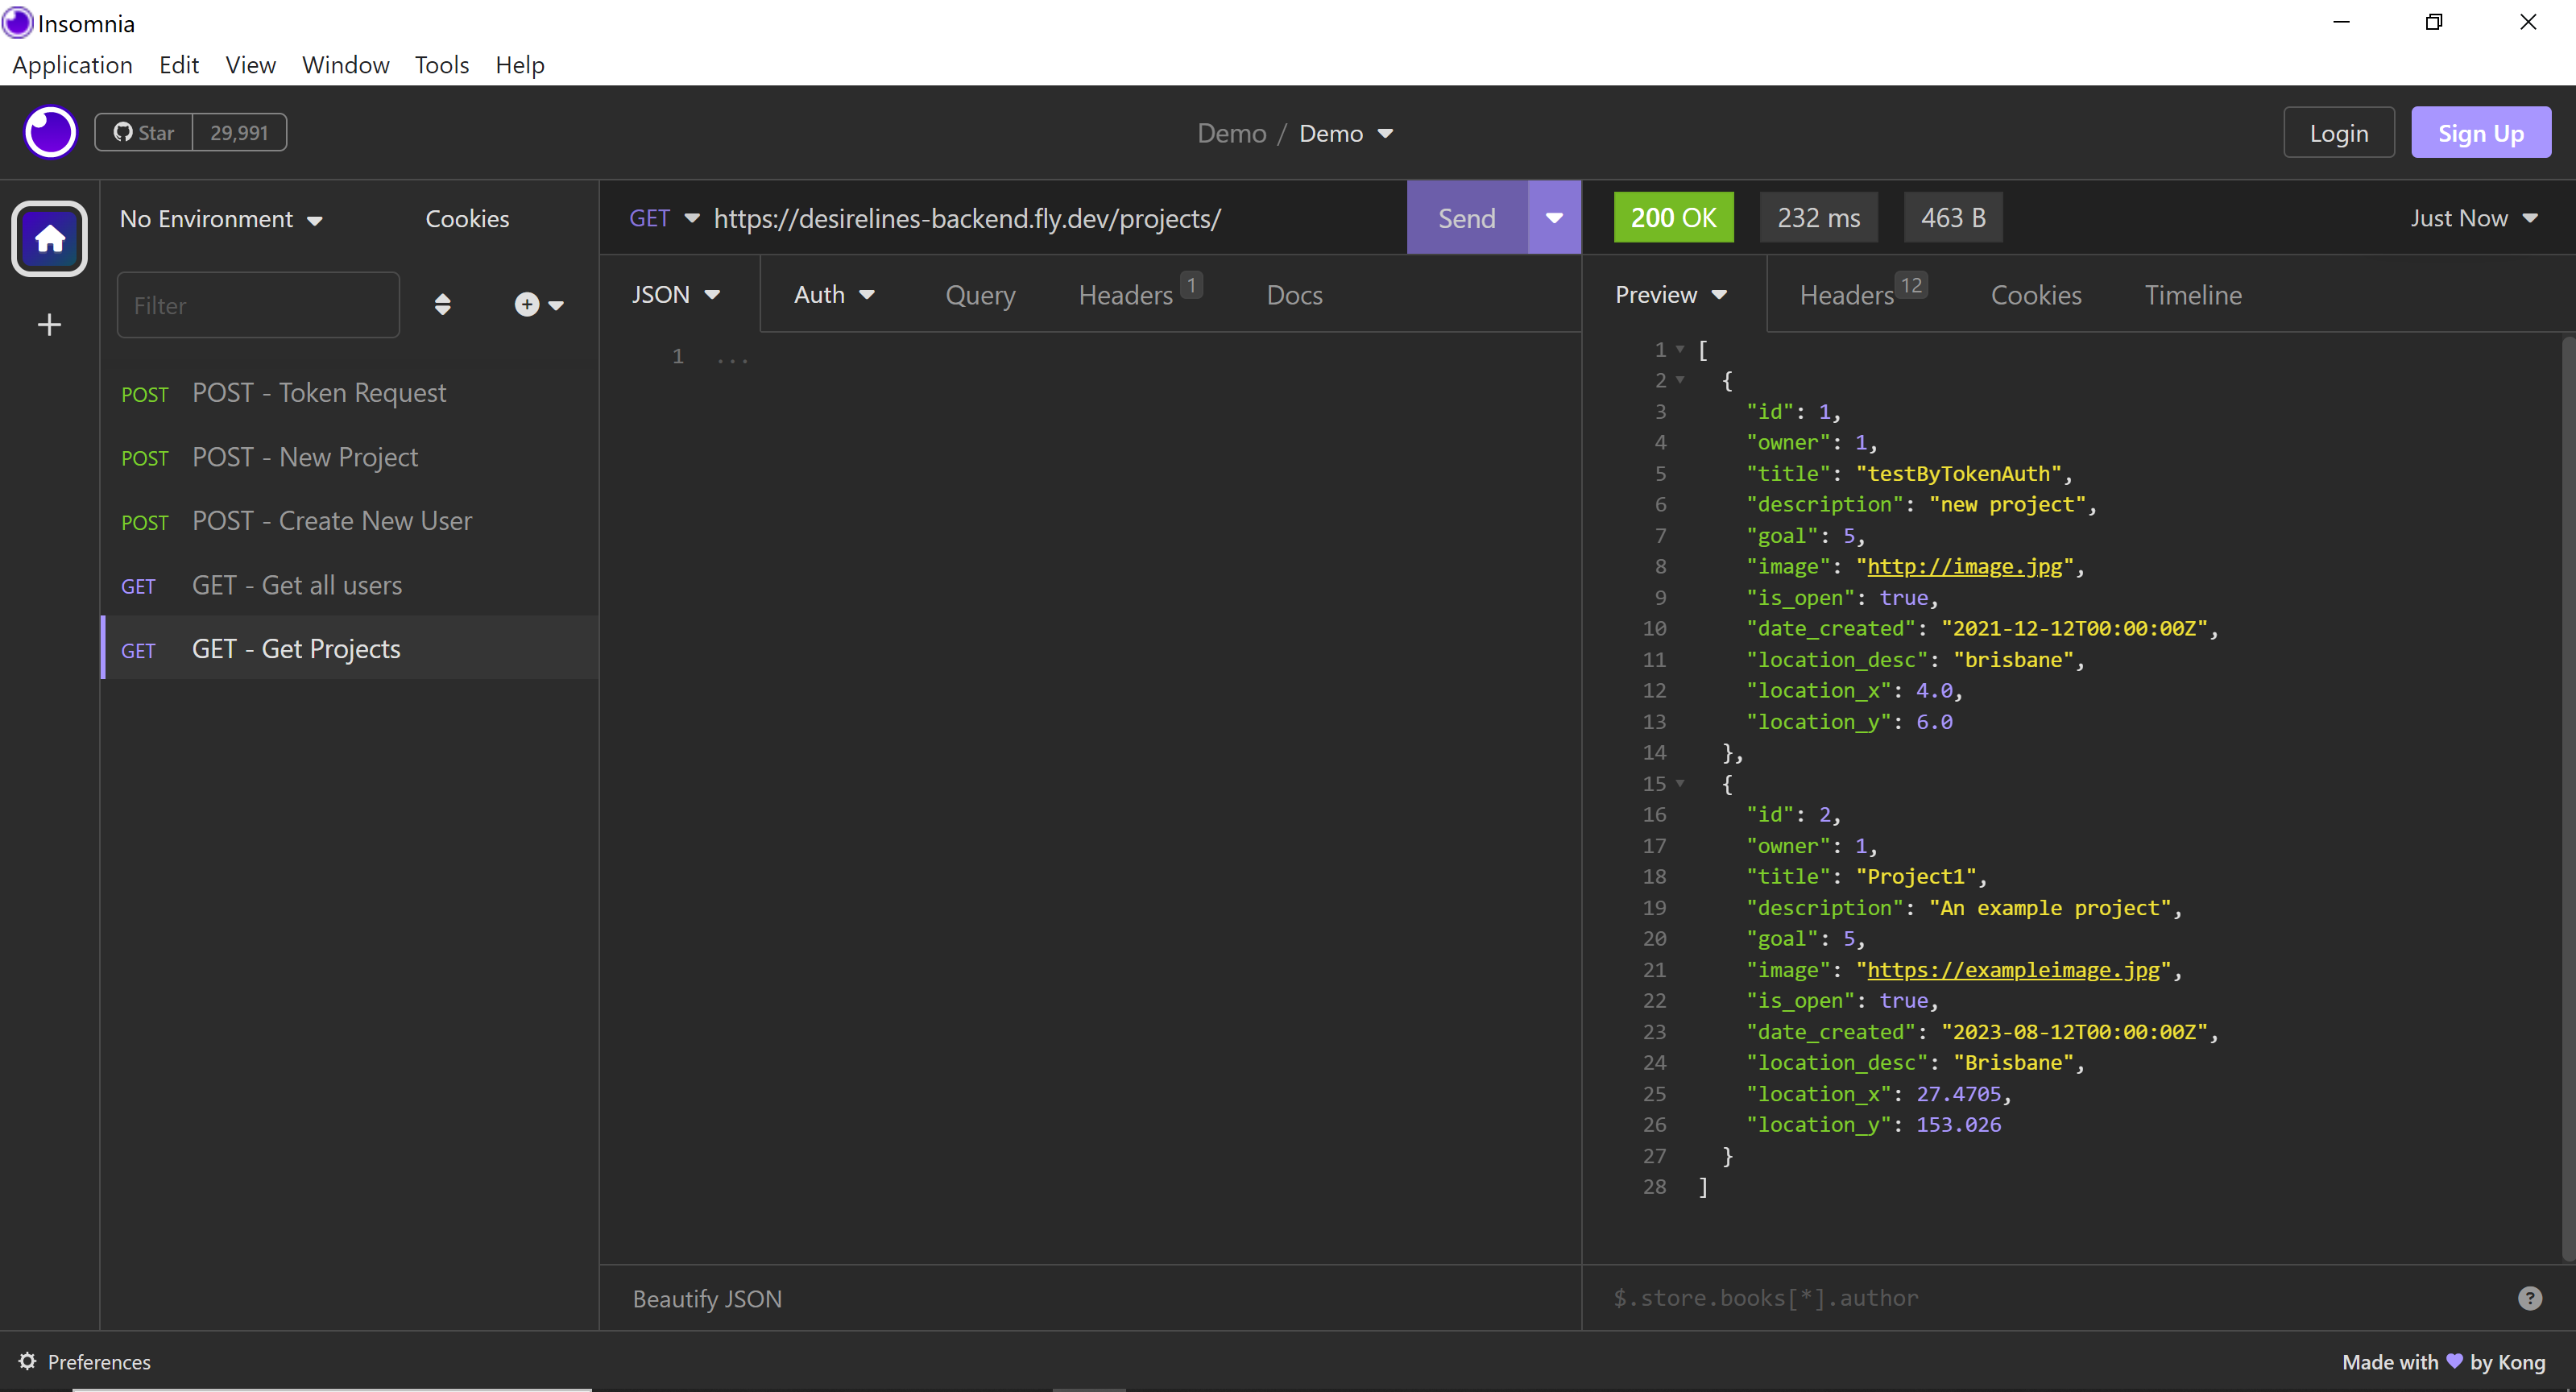 Insomnia
Application Edit View Window Tools Help
Star 29,991
Demo / Demo
Login Sign Up
No Environment Cookies
GET https://desirelines-backend.fly.dev/projects/ Send
200 OK 232 ms 463 B Just Now
Filter
JSON Auth Query Headers 1 Docs
Preview Headers 12 Cookies Timeline
POST POST - Token Request
POST POST - New Project
POST POST - Create New User
GET GET - Get all users
GET GET - Get Projects
1 ...
1 [
2 {
3 "id": 1,
4 "owner": 1,
5 "title": "testByTokenAuth",
6 "description": "new project",
7 "goal": 5,
8 "image": "http://image.jpg",
9 "is_open": true,
10 "date_created": "2021-12-12T00:00:00Z",
11 "location_desc": "brisbane",
12 "location_x": 4.0,
13 "location_y": 6.0
14 },
15 {
16 "id": 2,
17 "owner": 1,
18 "title": "Project1",
19 "description": "An example project",
20 "goal": 5,
21 "image": "https://exampleimage.jpg",
22 "is_open": true,
23 "date_created": "2023-08-12T00:00:00Z",
24 "location_desc": "Brisbane",
25 "location_x": 27.4705,
26 "location_y": 153.026
27 }
28 ]
Beautify JSON
$.store.books[*].author ?
Preferences
Made with 💜 by Kong